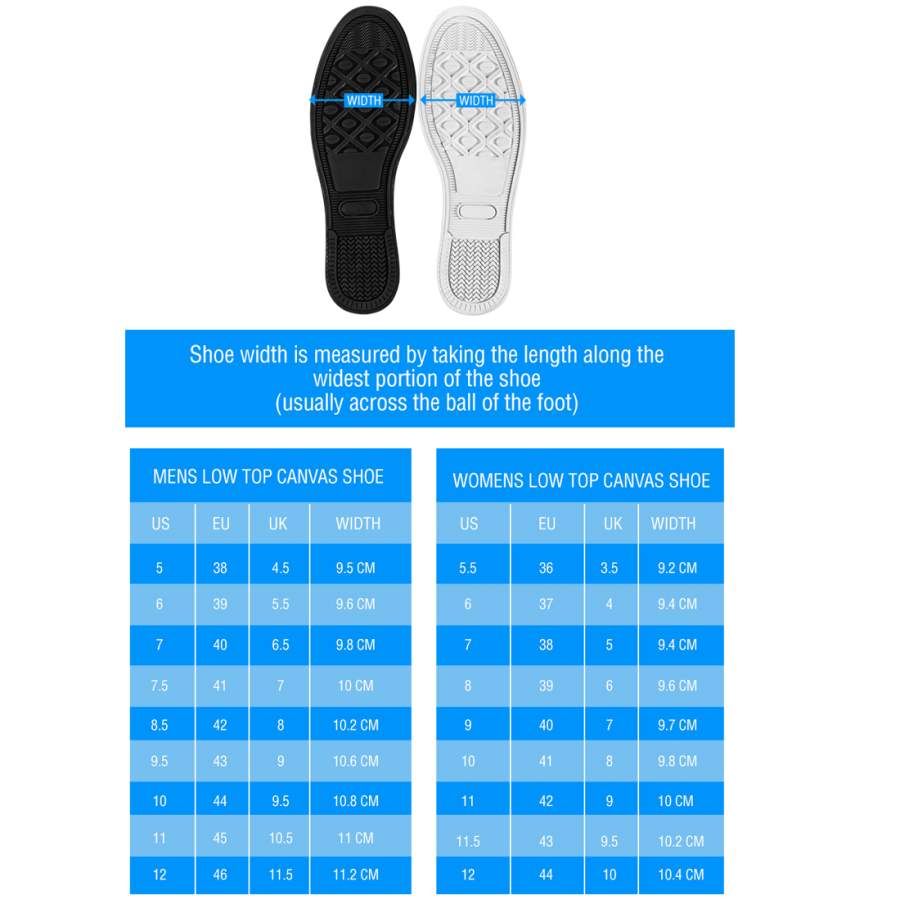 WIDTH WIDTH
Shoe width is measured by taking the length along the
widest portion of the shoe
(usually across the ball of the foot)
MENS LOW TOP CANVAS SHOE
US EU UK WIDTH
5 38 4.5 9.5 CM
6 39 5.5 9.6 CM
7 40 6.5 9.8 CM
7.5 41 7 10 CM
8.5 42 8 10.2 CM
9.5 43 9 10.6 CM
10 44 9.5 10.8 CM
11 45 10.5 11 CM
12 46 11.5 11.2 CM
WOMENS LOW TOP CANVAS SHOE
US EU UK WIDTH
5.5 36 3.5 9.2 CM
6 37 4 9.4 CM
7 38 5 9.4 CM
8 39 6 9.6 CM
9 40 7 9.7 CM
10 41 8 9.8 CM
11 42 9 10 CM
11.5 43 9.5 10.2 CM
12 44 10 10.4 CM